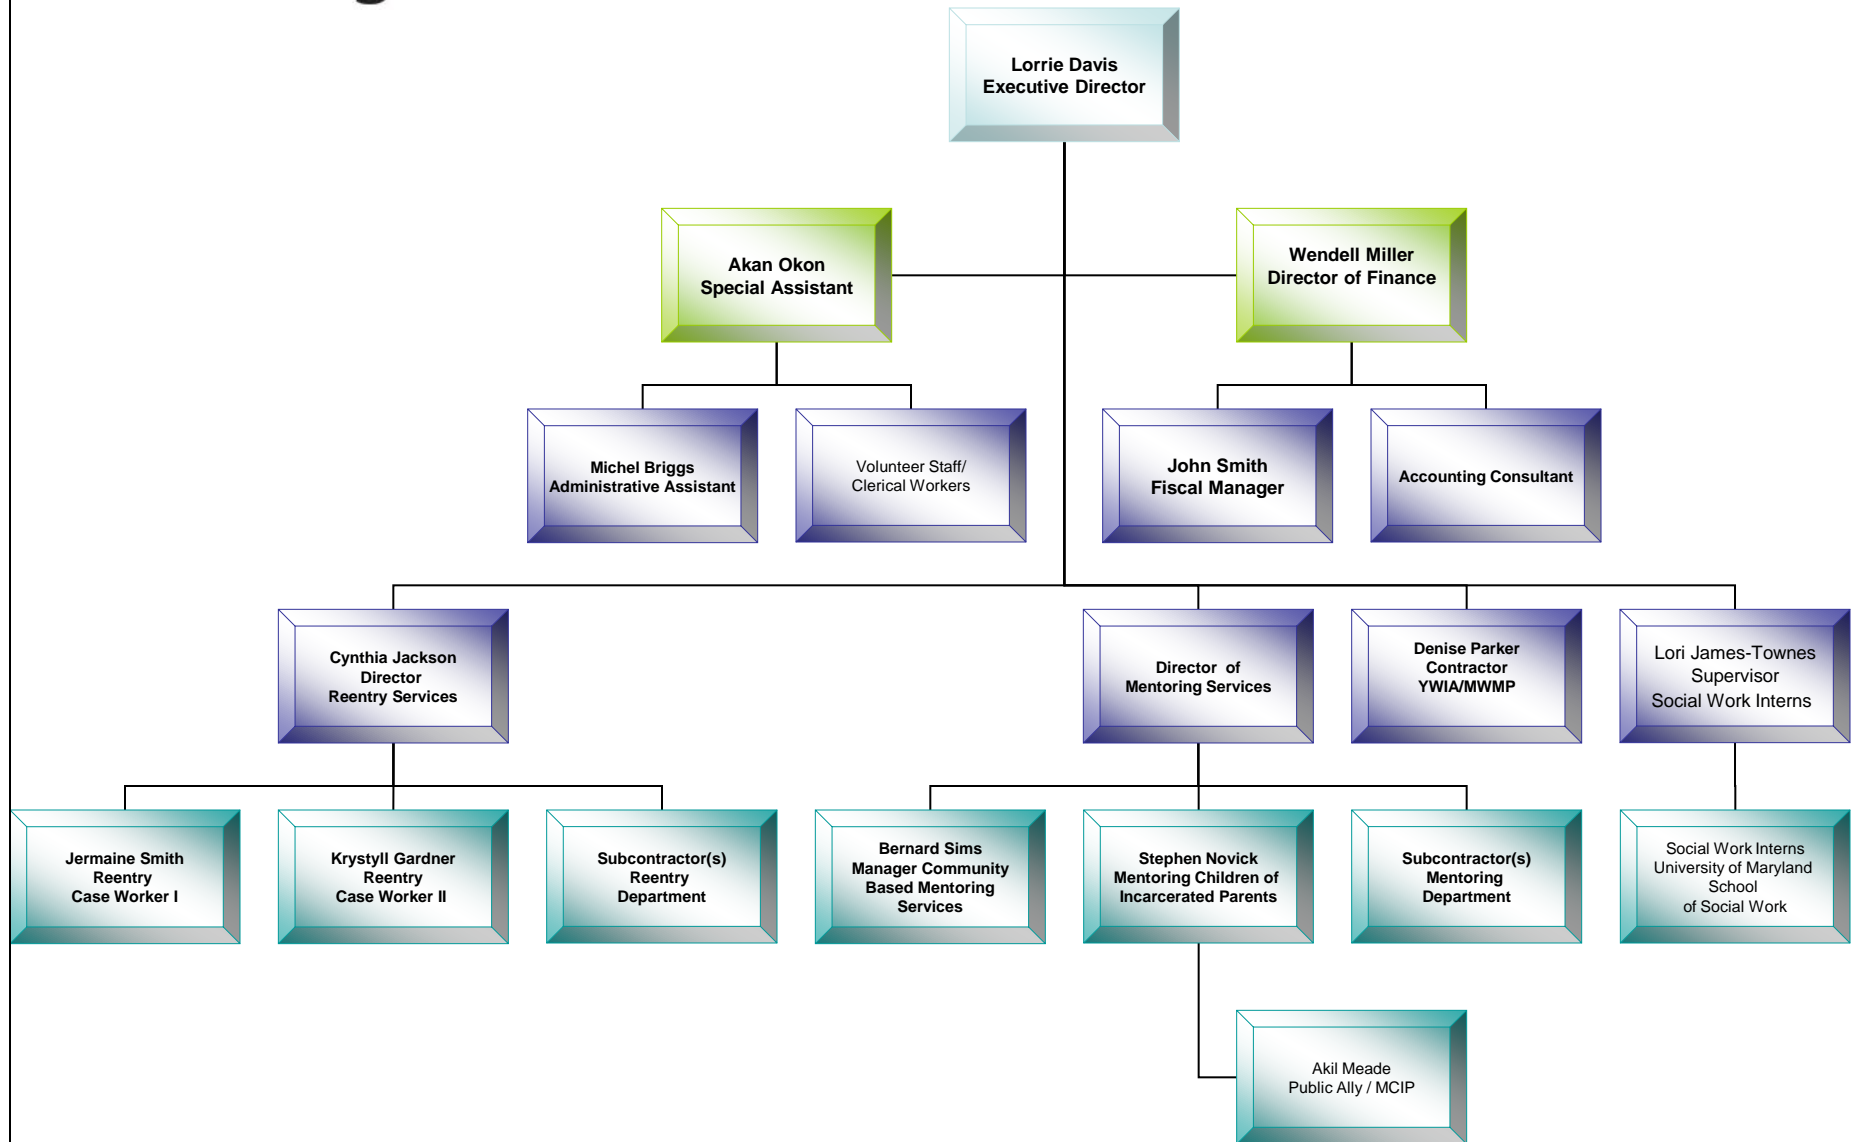 Lorrie Davis
Executive Director
Akan Okon
Special Assistant
Wendell Miller
Director of Finance
Michel Briggs
Administrative Assistant
Volunteer Staff/
Clerical Workers
John Smith
Fiscal Manager
Accounting Consultant
Cynthia Jackson
Director
Reentry Services
Director of
Mentoring Services
Denise Parker
Contractor
YWIA/MWMP
Lori James-Townes
Supervisor
Social Work Interns
Jermaine Smith
Reentry
Case Worker I
Krystyll Gardner
Reentry
Case Worker II
Subcontractor(s)
Reentry
Department
Bernard Sims
Manager Community
Based Mentoring
Services
Stephen Novick
Mentoring Children of
Incarcerated Parents
Subcontractor(s)
Mentoring
Department
Social Work Interns
University of Maryland
School
of Social Work
Akil Meade
Public Ally / MCIP